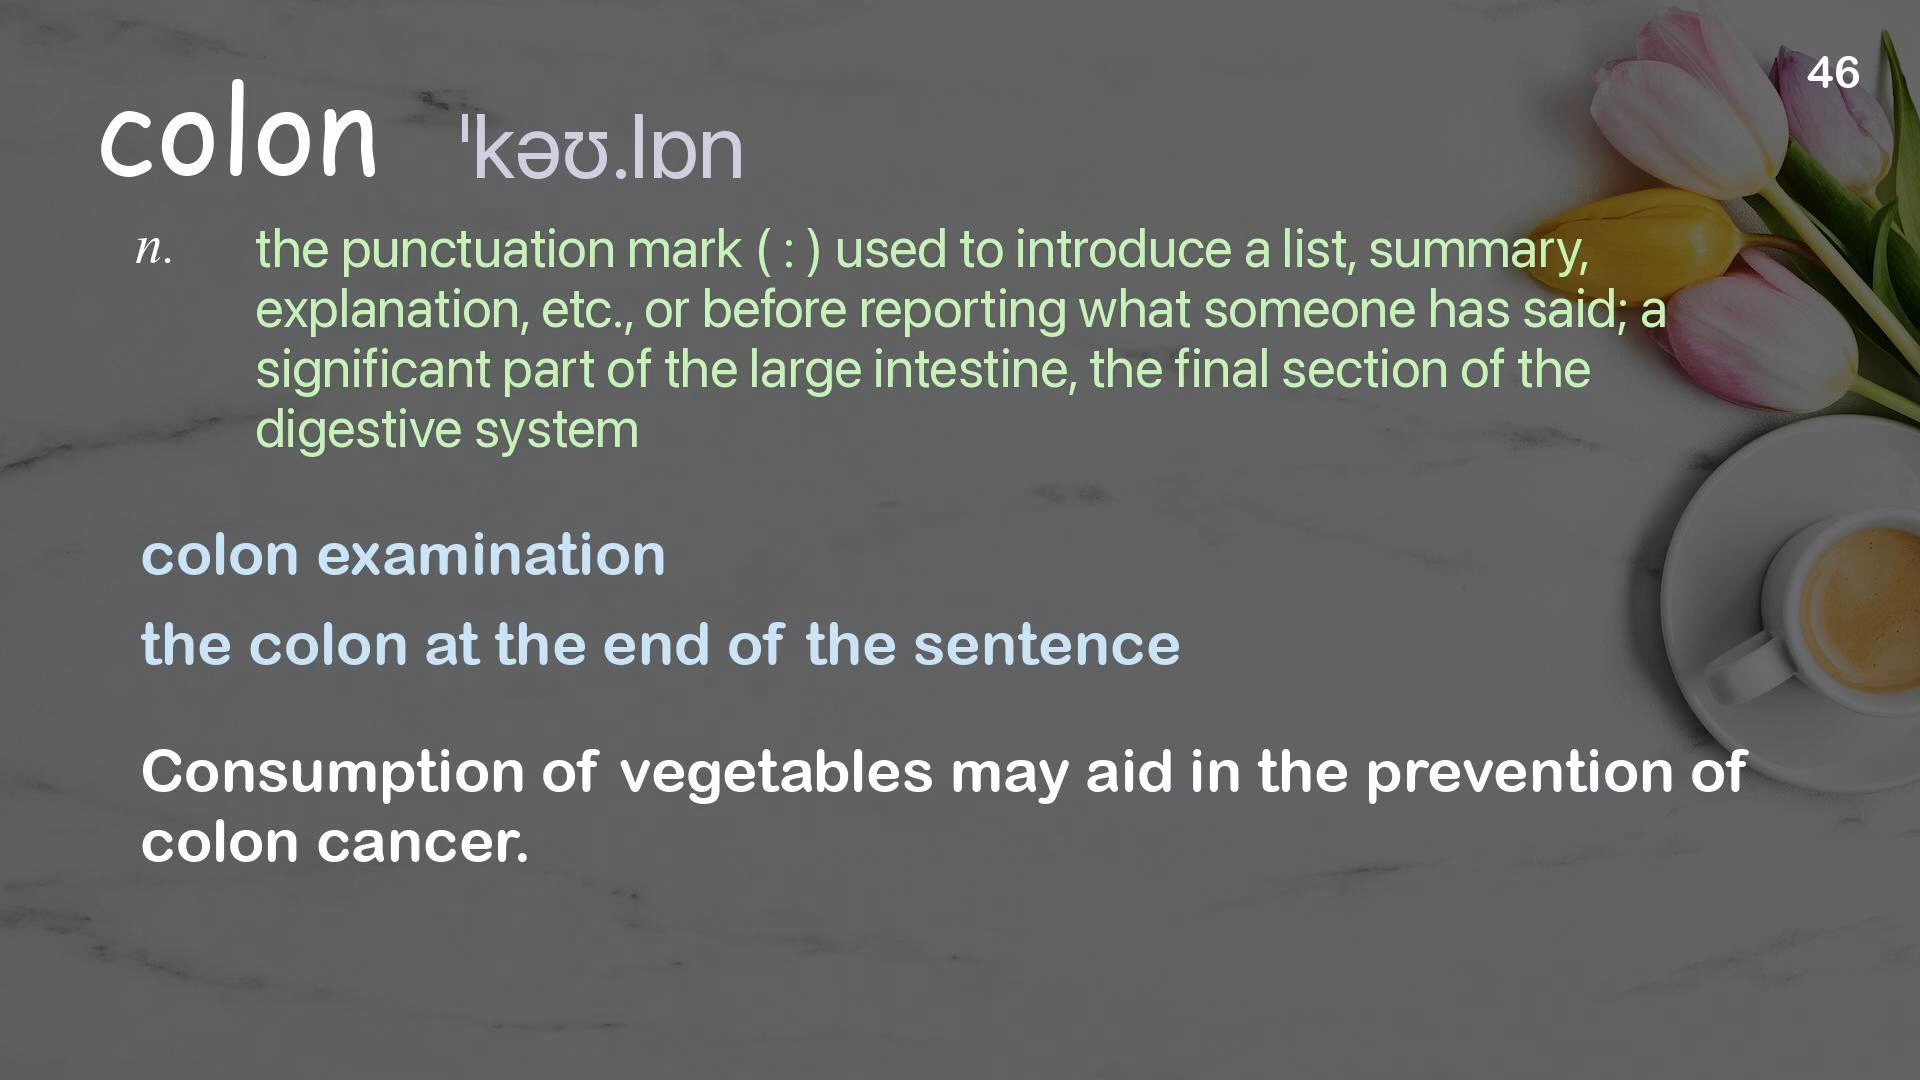 46
colon ˈkəʊ.lɒn
n. the punctuation mark ( : ) used to introduce a list, summary,
explanation, etc., or before reporting what someone has said; a
significant part of the large intestine, the final section of the
digestive system
colon examination
the colon at the end of the sentence
Consumption of vegetables may aid in the prevention of
colon cancer.